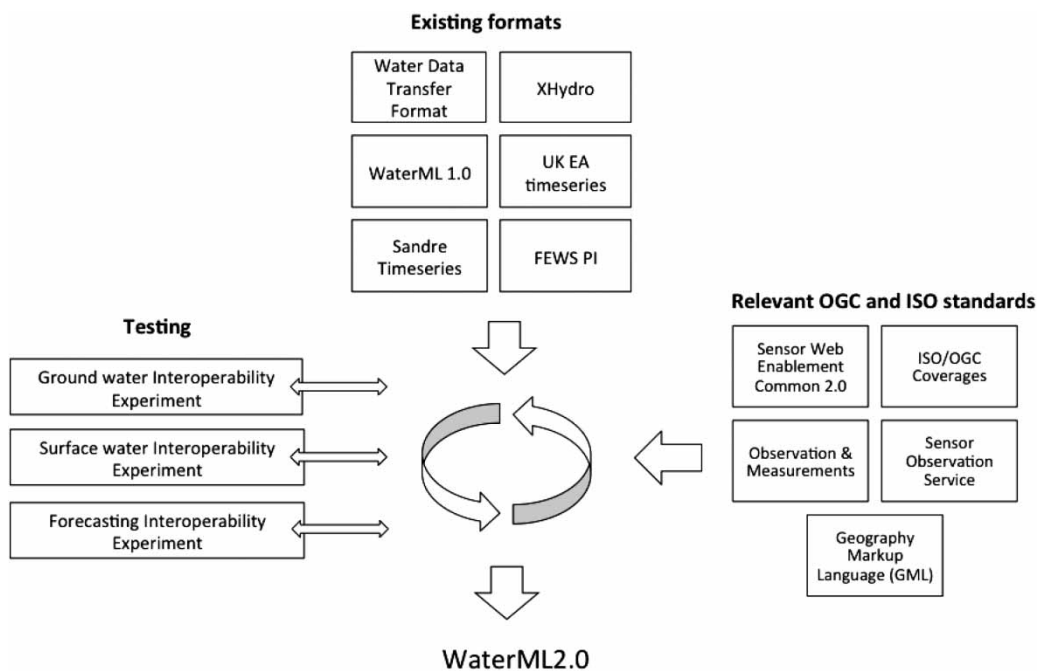 Existing formats
Water Data
Transfer
Format
XHydro
WaterML 1.0
UK EA
timeseries
Sandre
Timeseries
FEWS PI
Relevant OGC and ISO standards
Sensor Web
Enablement
Common 2.0
ISO/OGC
Coverages
Observation &
Measurements
Sensor
Observation
Service
Geography
Markup
Language (GML)
Testing
Ground water Interoperability
Experiment
Surface water Interoperability
Experiment
Forecasting Interoperability
Experiment
WaterML2.0